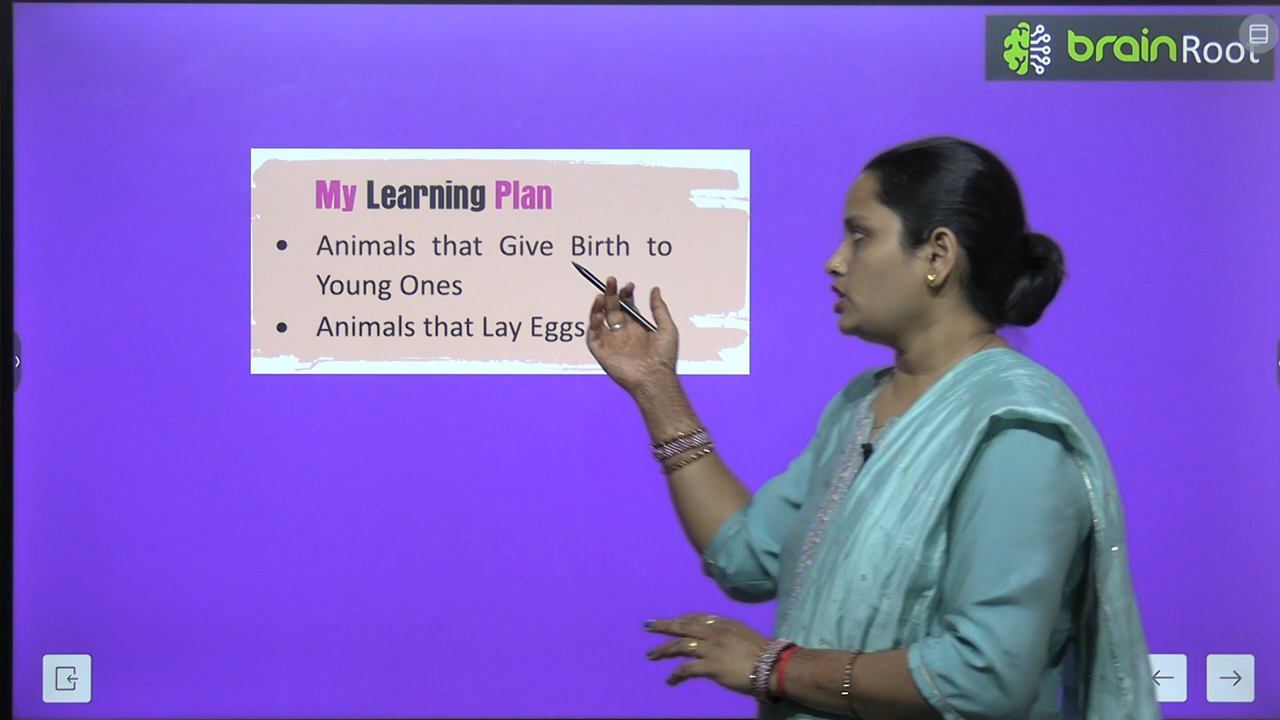 brainRoot
My Learning Plan
• Animals that Give Birth to
Young Ones
• Animals that Lay Eggs